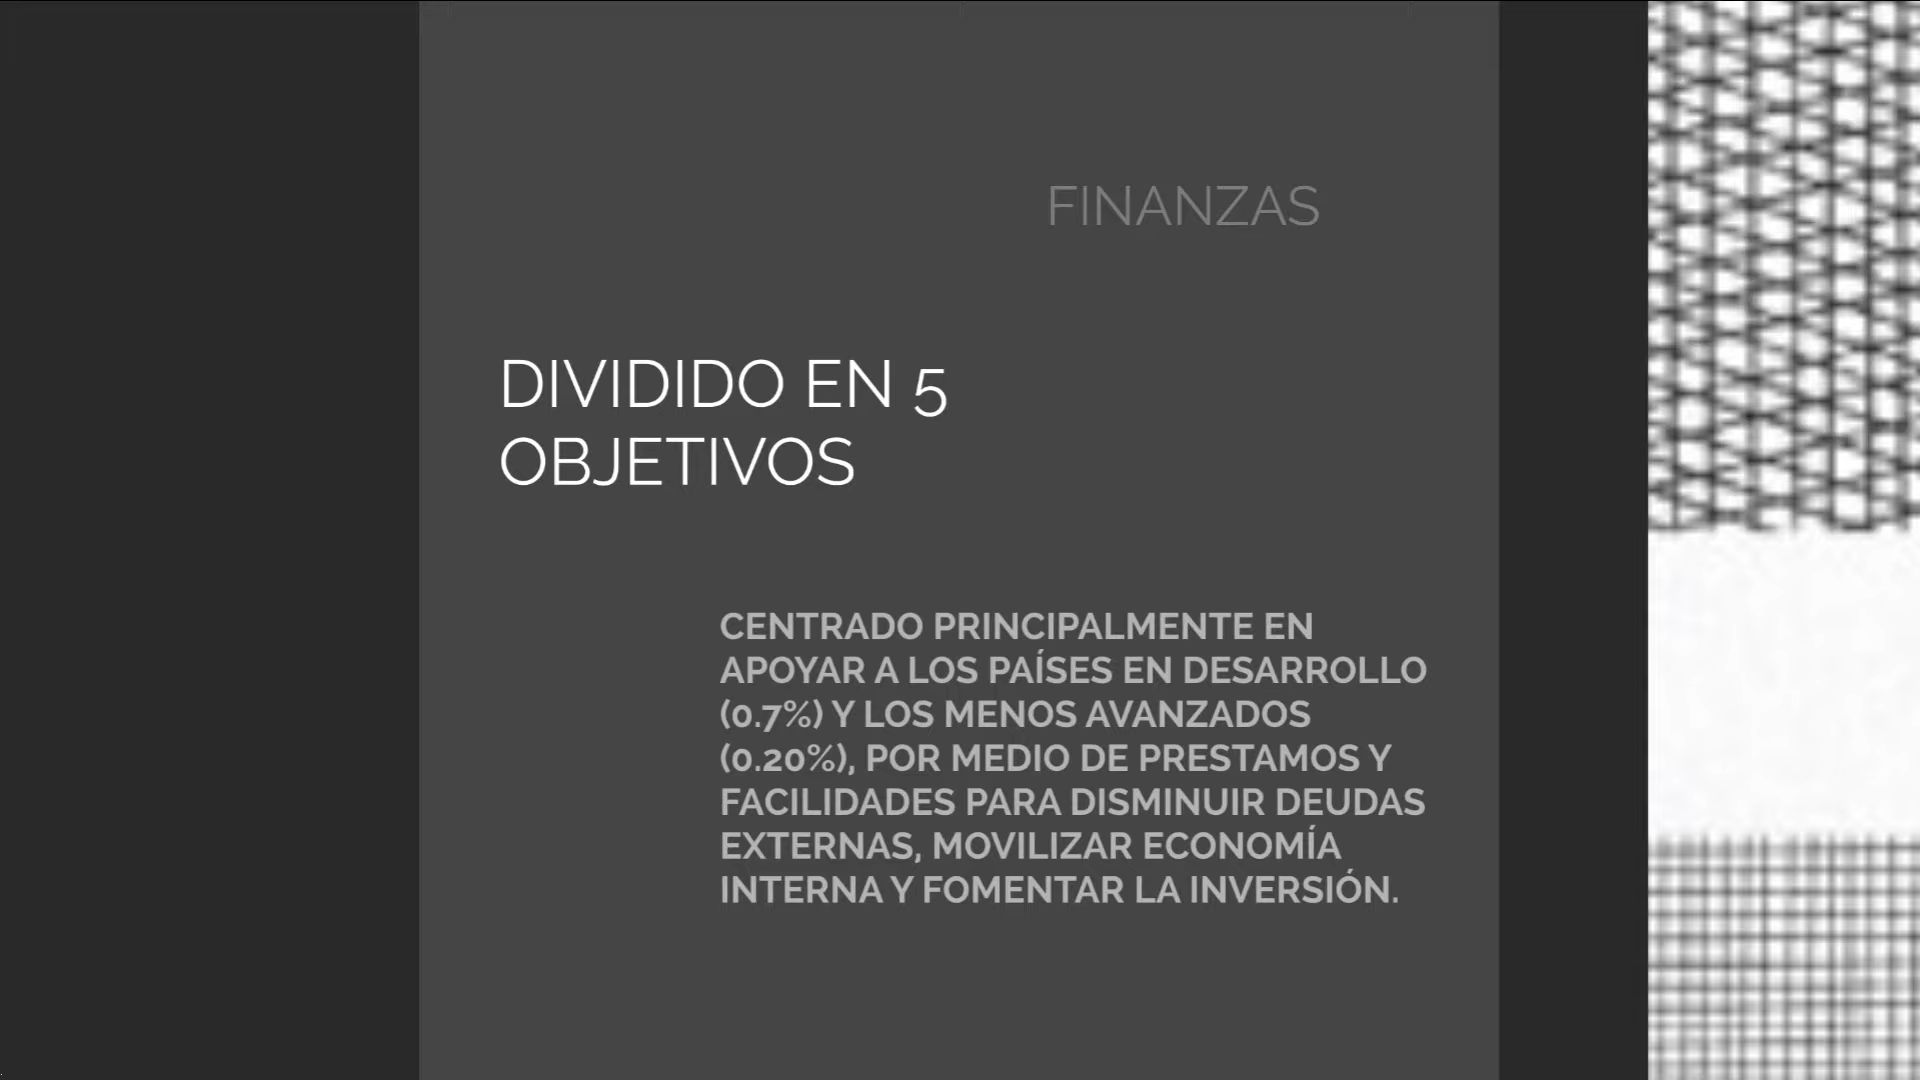 FINANZAS
DIVIDIDO EN 5
OBJETIVOS
CENTRADO PRINCIPALMENTE EN
APOYAR A LOS PAÍSES EN DESARROLLO
(0.7%) Y LOS MENOS AVANZADOS
(0.20%), POR MEDIO DE PRESTAMOS Y
FACILIDADES PARA DISMINUIR DEUDAS
EXTERNAS, MOVILIZAR ECONOMÍA
INTERNA Y FOMENTAR LA INVERSIÓN.